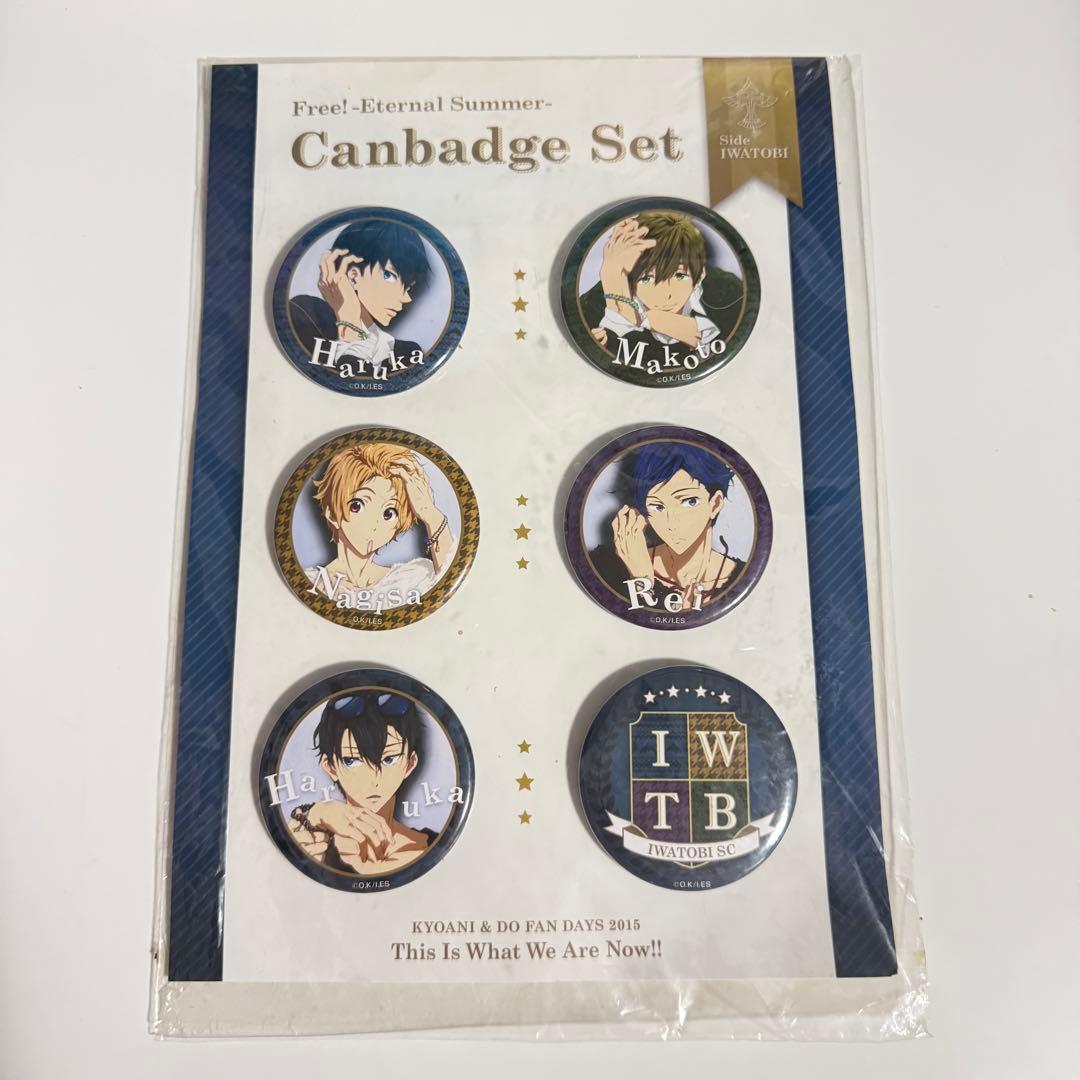 Free! -Eternal Summer-
Canbadge Set
Side
IWATOBI
Haruka
©O.K/I.ES
Makoto
©O.K/I.ES
Nagisa
©O.K/I.ES
Rei
©O.K/I.ES
Haruka
©O.K/I.ES
I W
T B
IWATOBI SC
©O.K/I.ES
KYOANI & DO FAN DAYS 2015
This Is What We Are Now!!